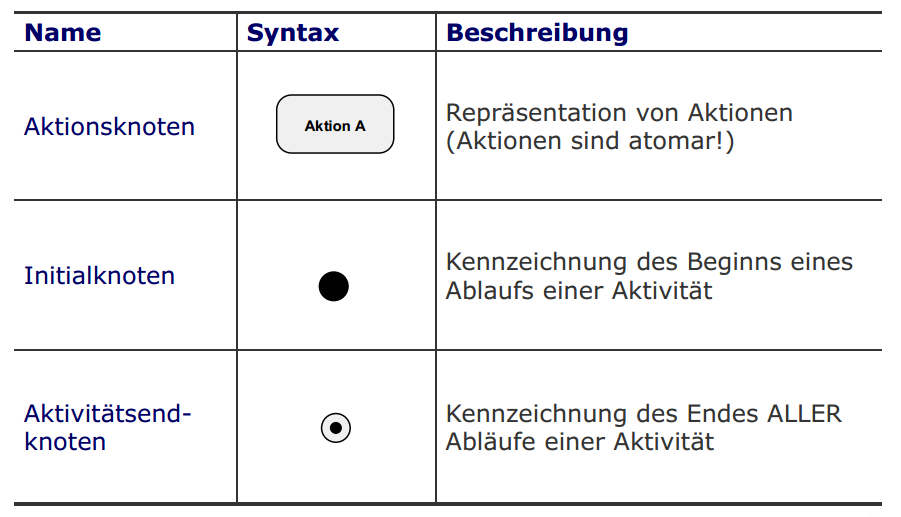 Name Syntax Beschreibung
Aktionsknoten
Aktion A
Repräsentation von Aktionen
(Aktionen sind atomar!)
Initialknoten
Kennzeichnung des Beginns eines
Ablaufs einer Aktivität
Aktivitätsend-
knoten
Kennzeichnung des Endes ALLER
Abläufe einer Aktivität